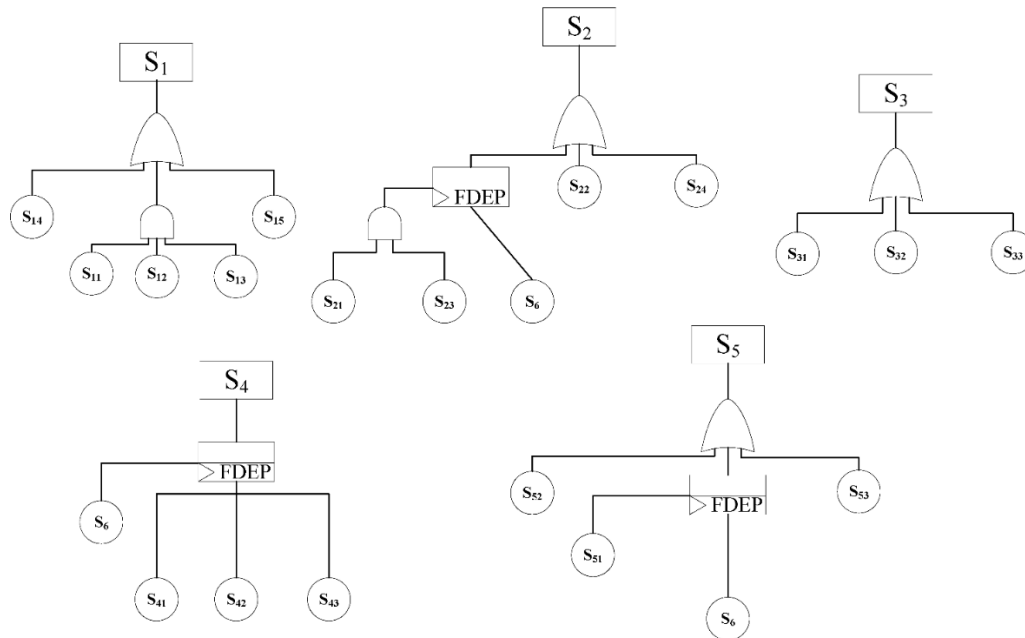 S₁
S₁₄
S₁₅
S₁₁ S₁₂ S₁₃
S₂
FDEP
S₂₂
S₂₄
S₂₁ S₂₃ S₆
S₃
S₃₁ S₃₂ S₃₃
S₄
FDEP
S₆
S₄₁ S₄₂ S₄₃
S₅
S₅₂
FDEP
S₅₃
S₅₁
S₆